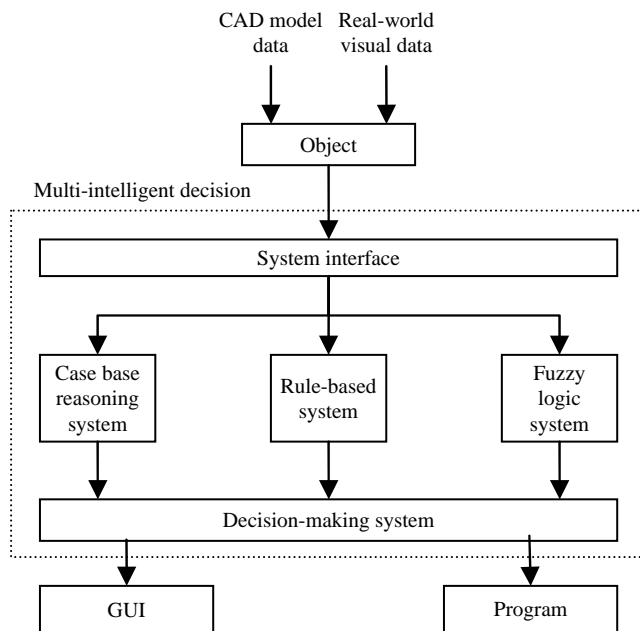 CAD model
data
Real-world
visual data
Object
Multi-intelligent decision
System interface
Case base
reasoning
system
Rule-based
system
Fuzzy
logic
system
Decision-making system
GUI
Program